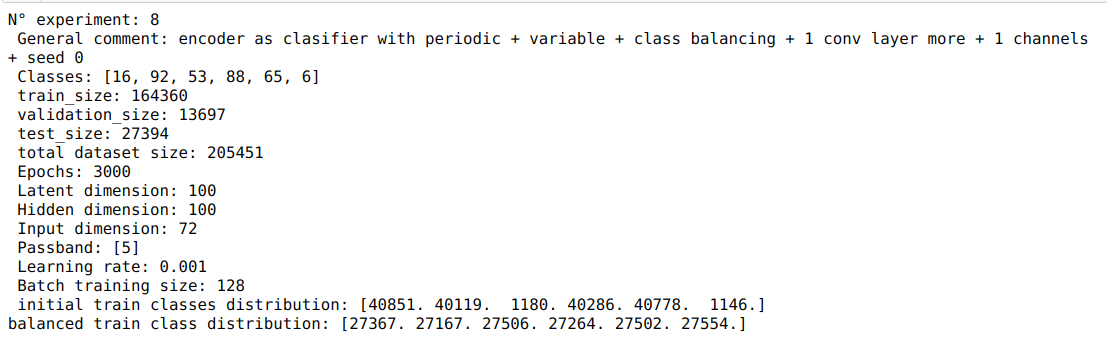 N° experiment: 8
General comment: encoder as clasifier with periodic + variable + class balancing + 1 conv layer more + 1 channels
+ seed 0
Classes: [16, 92, 53, 88, 65, 6]
train_size: 164360
validation_size: 13697
test_size: 27394
total dataset size: 205451
Epochs: 3000
Latent dimension: 100
Hidden dimension: 100
Input dimension: 72
Passband: [5]
Learning rate: 0.001
Batch training size: 128
initial train classes distribution: [40851. 40119.  1180. 40286. 40778.  1146.]
balanced train class distribution: [27367. 27167. 27506. 27264. 27502. 27554.]